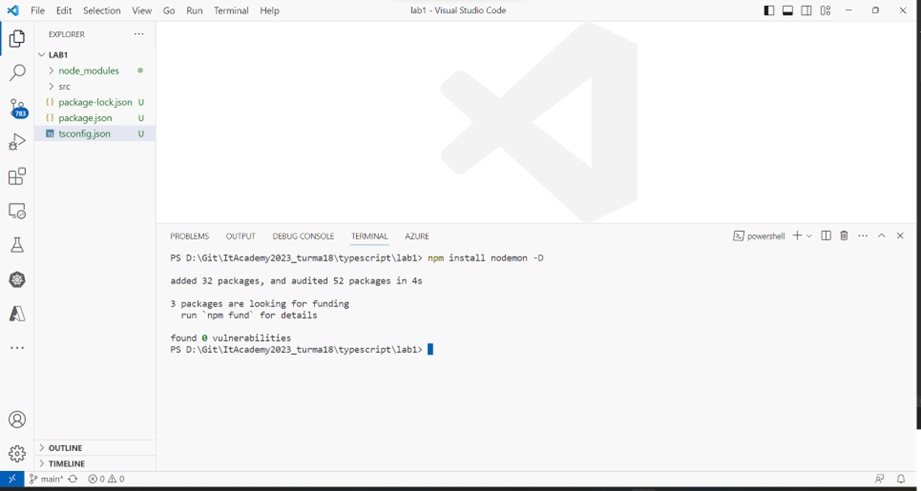 File Edit Selection View Go Run Terminal Help
lab1 - Visual Studio Code
EXPLORER
LAB1
node_modules
src
package-lock.json U
package.json U
tsconfig.json U
783
PROBLEMS OUTPUT DEBUG CONSOLE TERMINAL AZURE
powershell
PS D:\Git\ItAcademy2023_turma18\typescript\lab1> npm install nodemon -D
added 32 packages, and audited 52 packages in 4s
3 packages are looking for funding
run `npm fund` for details
found 0 vulnerabilities
PS D:\Git\ItAcademy2023_turma18\typescript\lab1>
OUTLINE
TIMELINE
main* 0 0